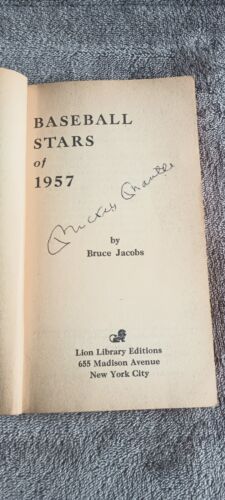 BASEBALL
STARS
of
1957
Mickey Mantle
by
Bruce Jacobs
Lion Library Editions
655 Madison Avenue
New York City